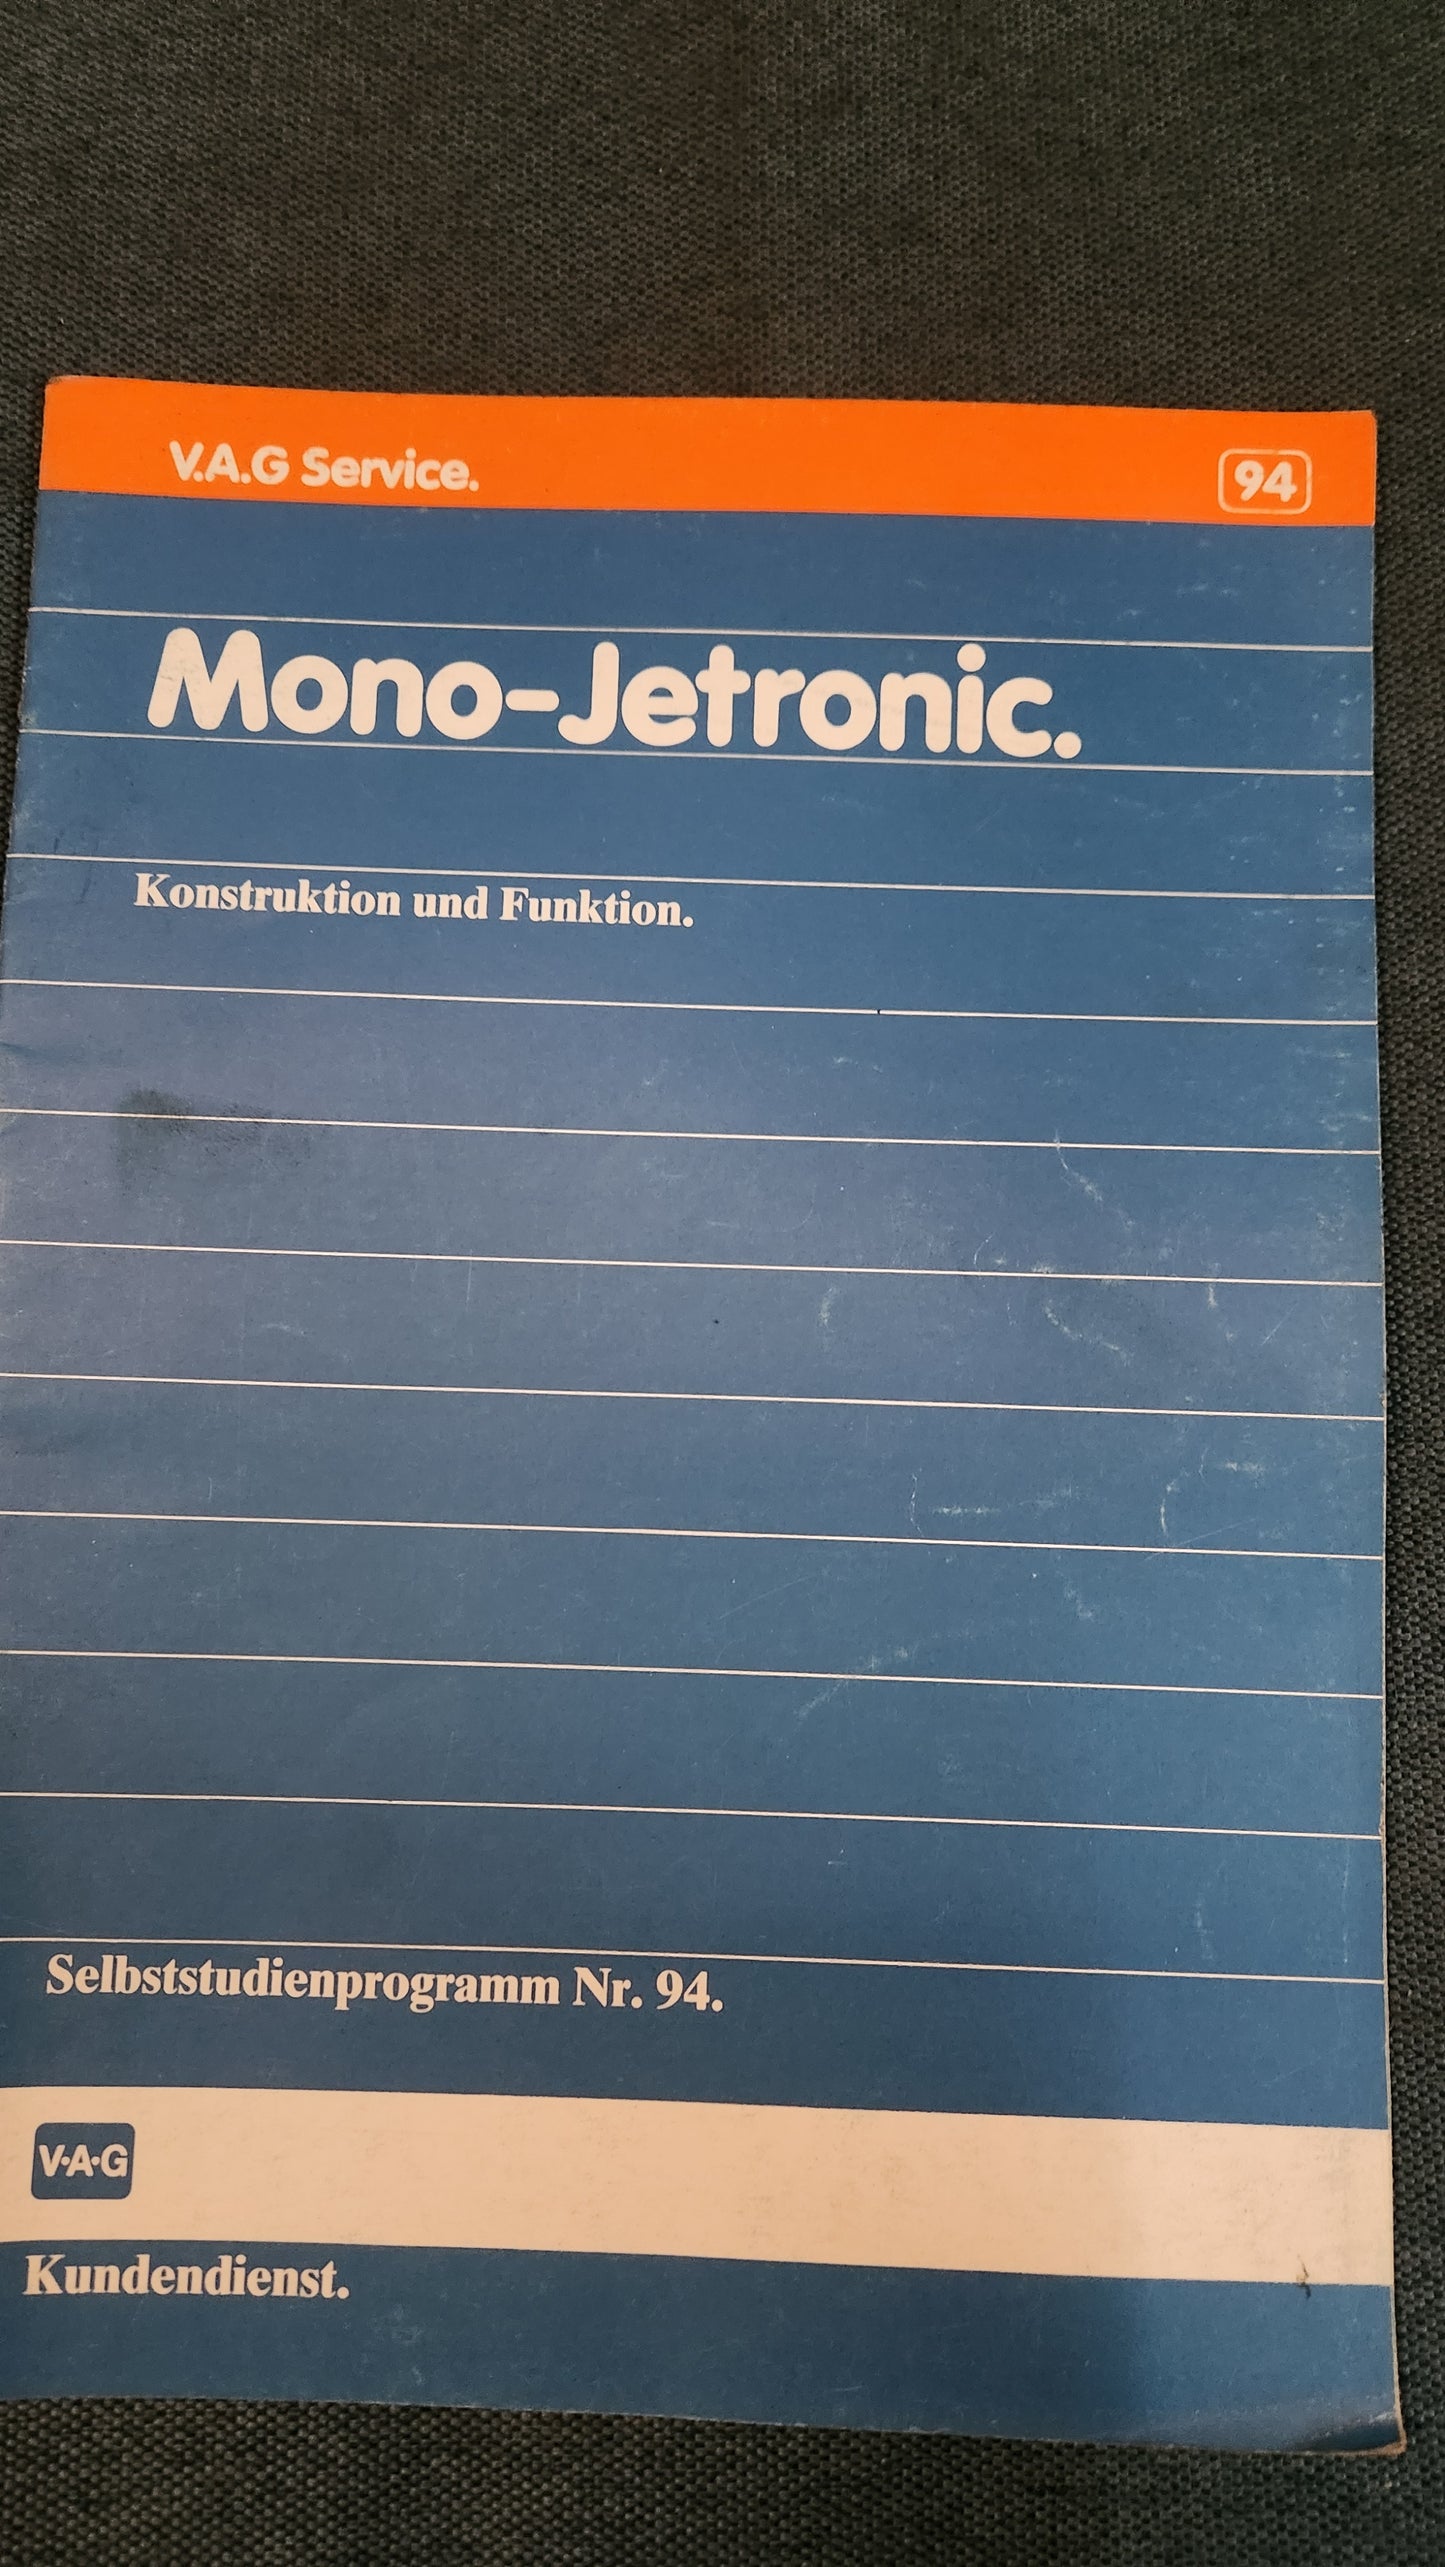 V.A.G Service.
94
Mono-Jetronic.
Konstruktion und Funktion.
Selbststudienprogramm Nr. 94.
V·A·G
Kundendienst.